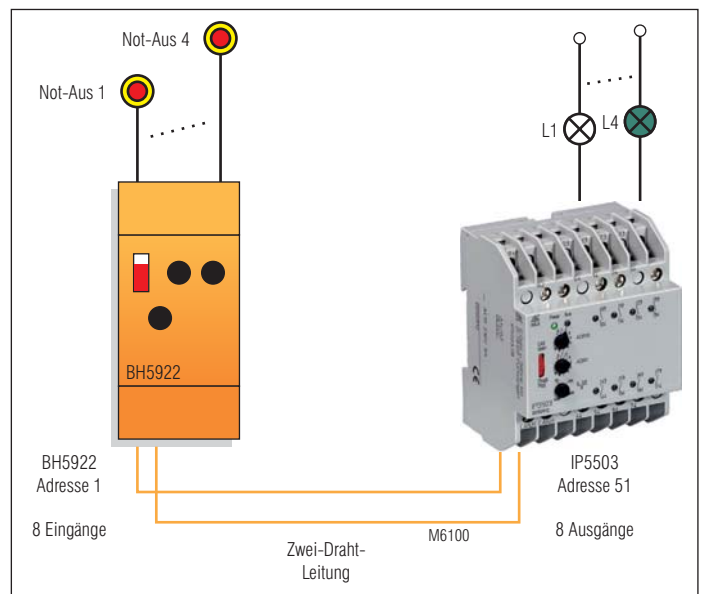 Not-Aus 4
Not-Aus 1
L1
L4
BH5922
BH5922
Adresse 1
8 Eingänge
Zwei-Draht-
Leitung
M6100
IP5503
Adresse 51
8 Ausgänge